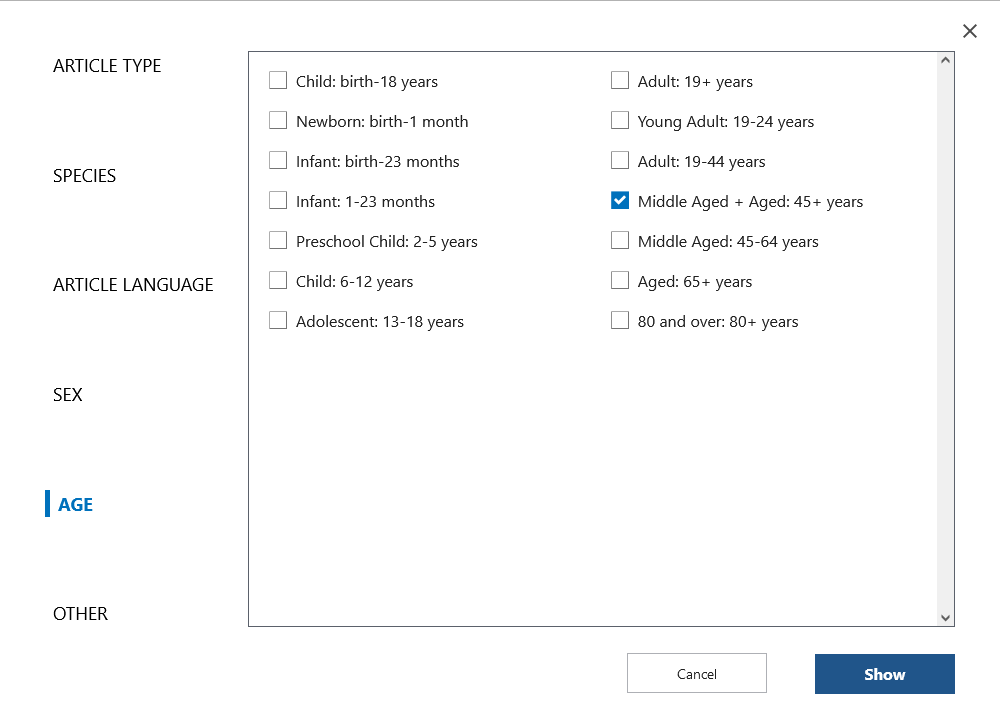 ARTICLE TYPE
SPECIES
ARTICLE LANGUAGE
SEX
AGE
OTHER
Child: birth-18 years
Newborn: birth-1 month
Infant: birth-23 months
Infant: 1-23 months
Preschool Child: 2-5 years
Child: 6-12 years
Adolescent: 13-18 years
Adult: 19+ years
Young Adult: 19-24 years
Adult: 19-44 years
Middle Aged + Aged: 45+ years
Middle Aged: 45-64 years
Aged: 65+ years
80 and over: 80+ years
Cancel
Show